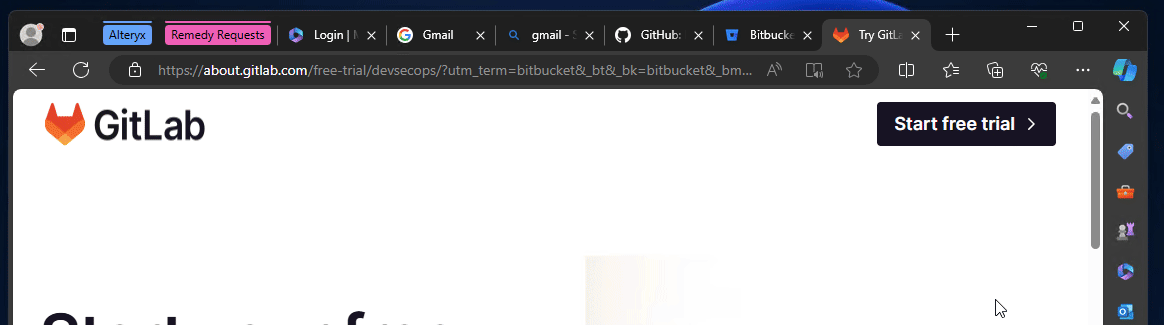 Alteryx Remedy Requests Login | M Gmail gmail - S GitHub: Bitbucke Try GitLa
https://about.gitlab.com/free-trial/devsecops/?utm_term=bitbucket&_bt&_bk=bitbucket&_bm...
GitLab Start free trial